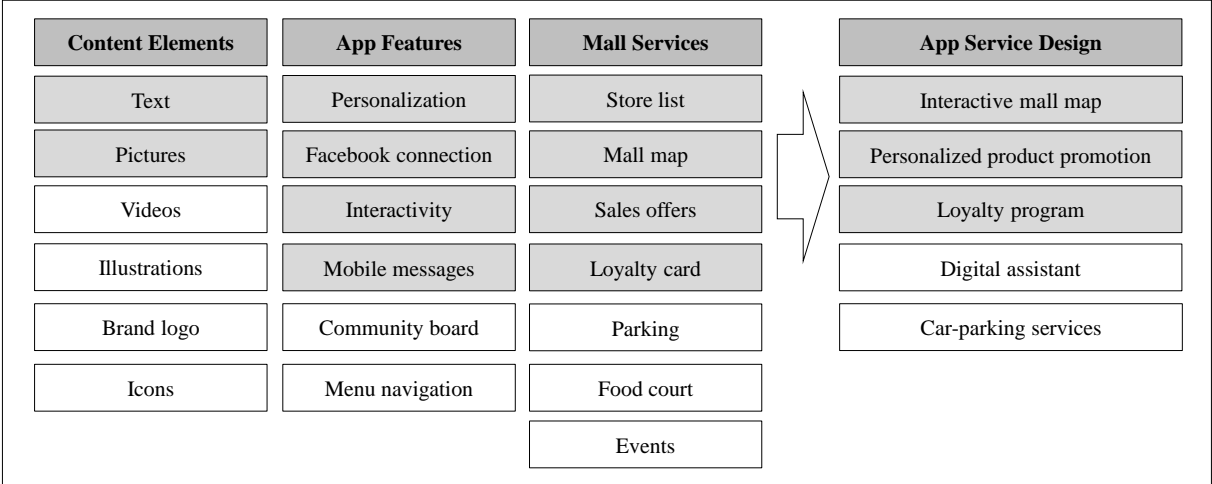 Content Elements
Text
Pictures
Videos
Illustrations
Brand logo
Icons
App Features
Personalization
Facebook connection
Interactivity
Mobile messages
Community board
Menu navigation
Mall Services
Store list
Mall map
Sales offers
Loyalty card
Parking
Food court
Events
App Service Design
Interactive mall map
Personalized product promotion
Loyalty program
Digital assistant
Car-parking services